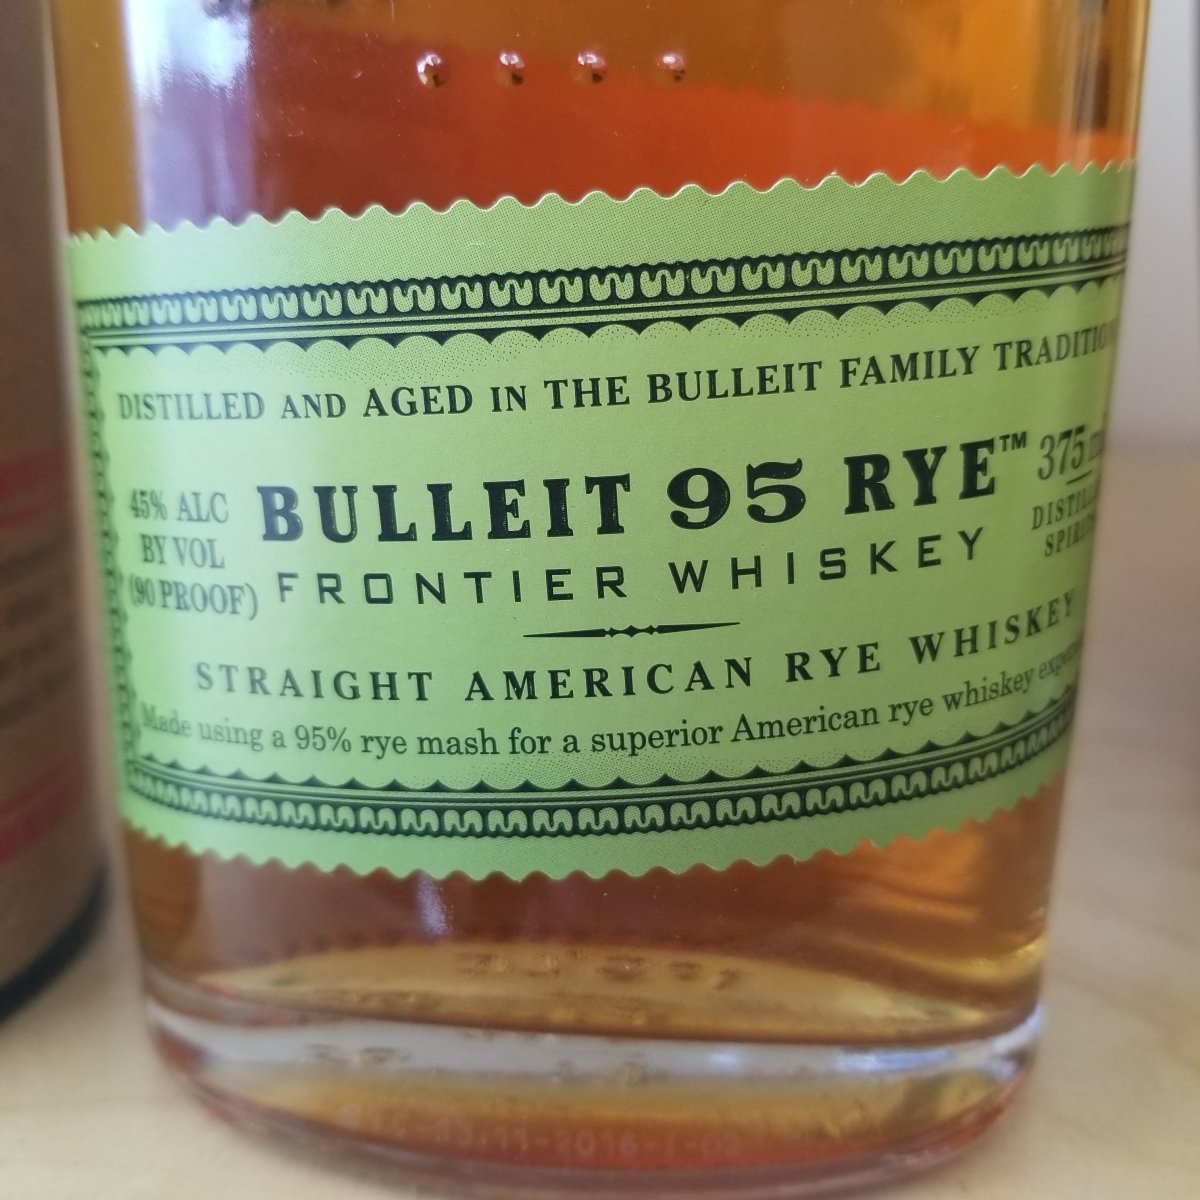 DISTILLED AND AGED IN THE BULLEIT FAMILY
BULLEIT 95 RYE™
375
45% ALC
BY VOL
(90 PROOF)
FRONTIER WHISKEY
STRAIGHT AMERICAN RYE WHISKEY
Made using a 95% rye mash for a superior American rye whiskey